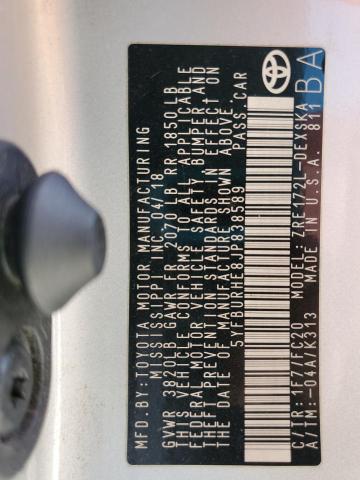 MFD. BY: TOYOTA MOTOR MANUFACTURING
MISSISSIPPI INC. 04/18
GVWR 3820LB GAWR FR 2070 LB RR 1850 LB
THIS VEHICLE CONFORMS TO ALL APPLICABLE
FEDERAL MOTOR VEHICLE SAFETY, BUMPER, AND
THEFT PREVENTION STANDARDS IN EFFECT ON
THE DATE OF MANUFACTURE SHOWN ABOVE.
5YFBURHE8JP838589 PASS. CAR
C/TR: 1F7/FC20 MODEL: ZRE172L-DEXSKA
A/TM: -04A/K313 MADE IN U.S.A. 811
BA